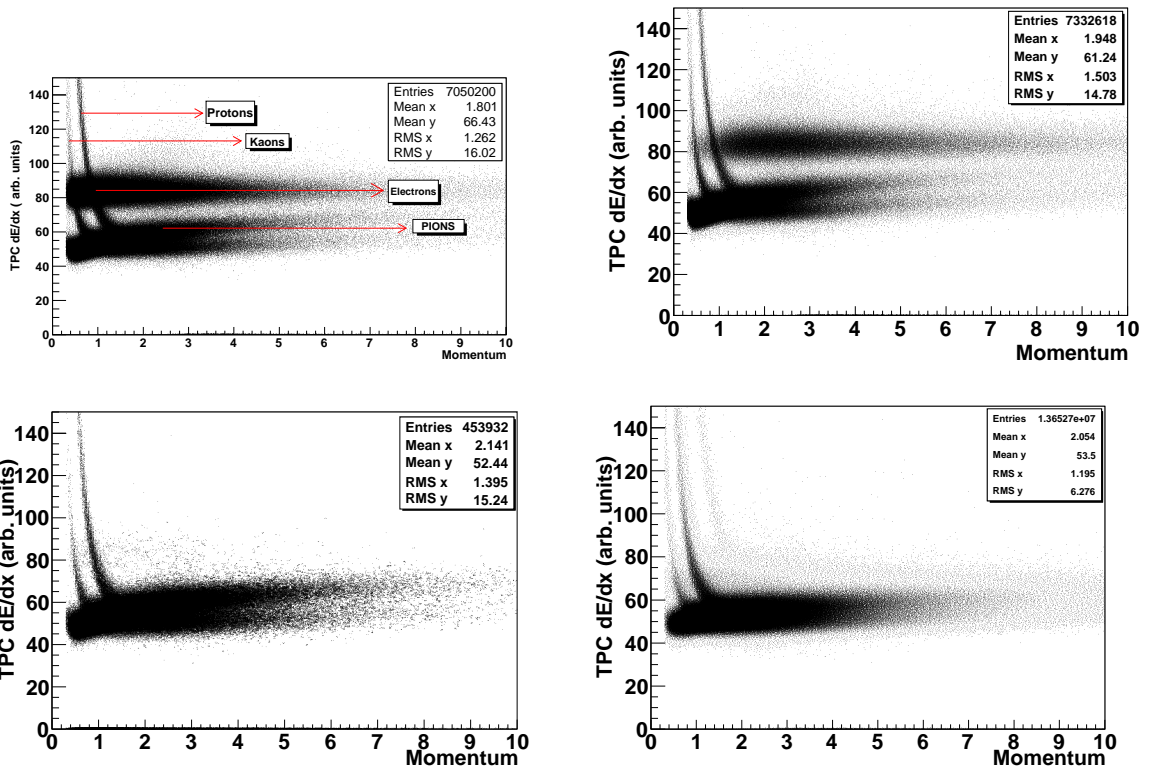 TPC dE/dx ( arb. units)
140
120
100
80
60
40
20
0
Entries 7050200
Mean x 1.801
Mean y 66.43
RMS x 1.262
RMS y 16.02
Protons
Kaons
Electrons
PIONS
0 1 2 3 4 5 6 7 8 9 10
Momentum
TPC dE/dx (arb. units)
140
120
100
80
60
40
20
0
Entries 7332618
Mean x 1.948
Mean y 61.24
RMS x 1.503
RMS y 14.78
0 1 2 3 4 5 6 7 8 9 10
Momentum
TPC dE/dx (arb. units)
140
120
100
80
60
40
20
0
Entries 453932
Mean x 2.141
Mean y 52.44
RMS x 1.395
RMS y 15.24
0 1 2 3 4 5 6 7 8 9 10
Momentum
TPC dE/dx (arb. units)
140
120
100
80
60
40
20
0
Entries 1.36527e+07
Mean x 2.054
Mean y 53.5
RMS x 1.195
RMS y 6.276
0 1 2 3 4 5 6 7 8 9 10
Momentum